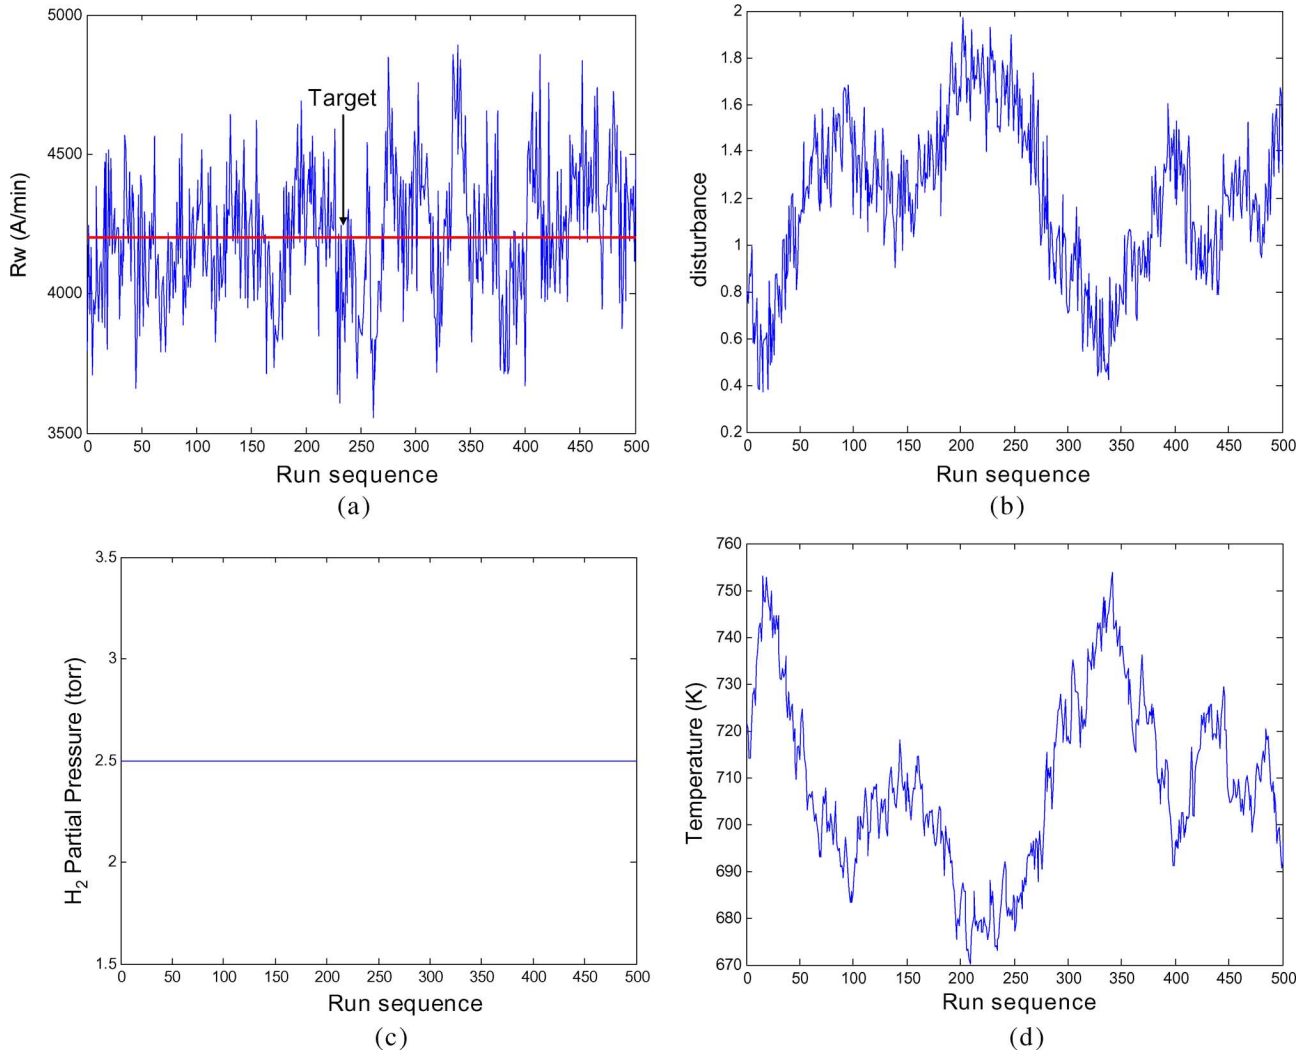 5000
4500
4000
3500
Rw (A/min)
Target
0 50 100 150 200 250 300 350 400 450 500
Run sequence
(a)
2
1.8
1.6
1.4
1.2
1
0.8
0.6
0.4
0.2
disturbance
0 50 100 150 200 250 300 350 400 450 500
Run sequence
(b)
3.5
3
2.5
2
1.5
H2 Partial Pressure (torr)
0 50 100 150 200 250 300 350 400 450 500
Run sequence
(c)
760
750
740
730
720
710
700
690
680
670
Temperature (K)
0 50 100 150 200 250 300 350 400 450 500
Run sequence
(d)